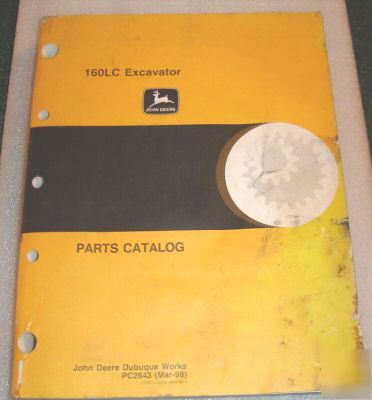 160LC Excavator
JOHN DEERE
PARTS CATALOG
John Deere Dubuque Works
PC2643 (Mar-98)